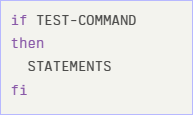 if TEST-COMMAND
then
  STATEMENTS
fi